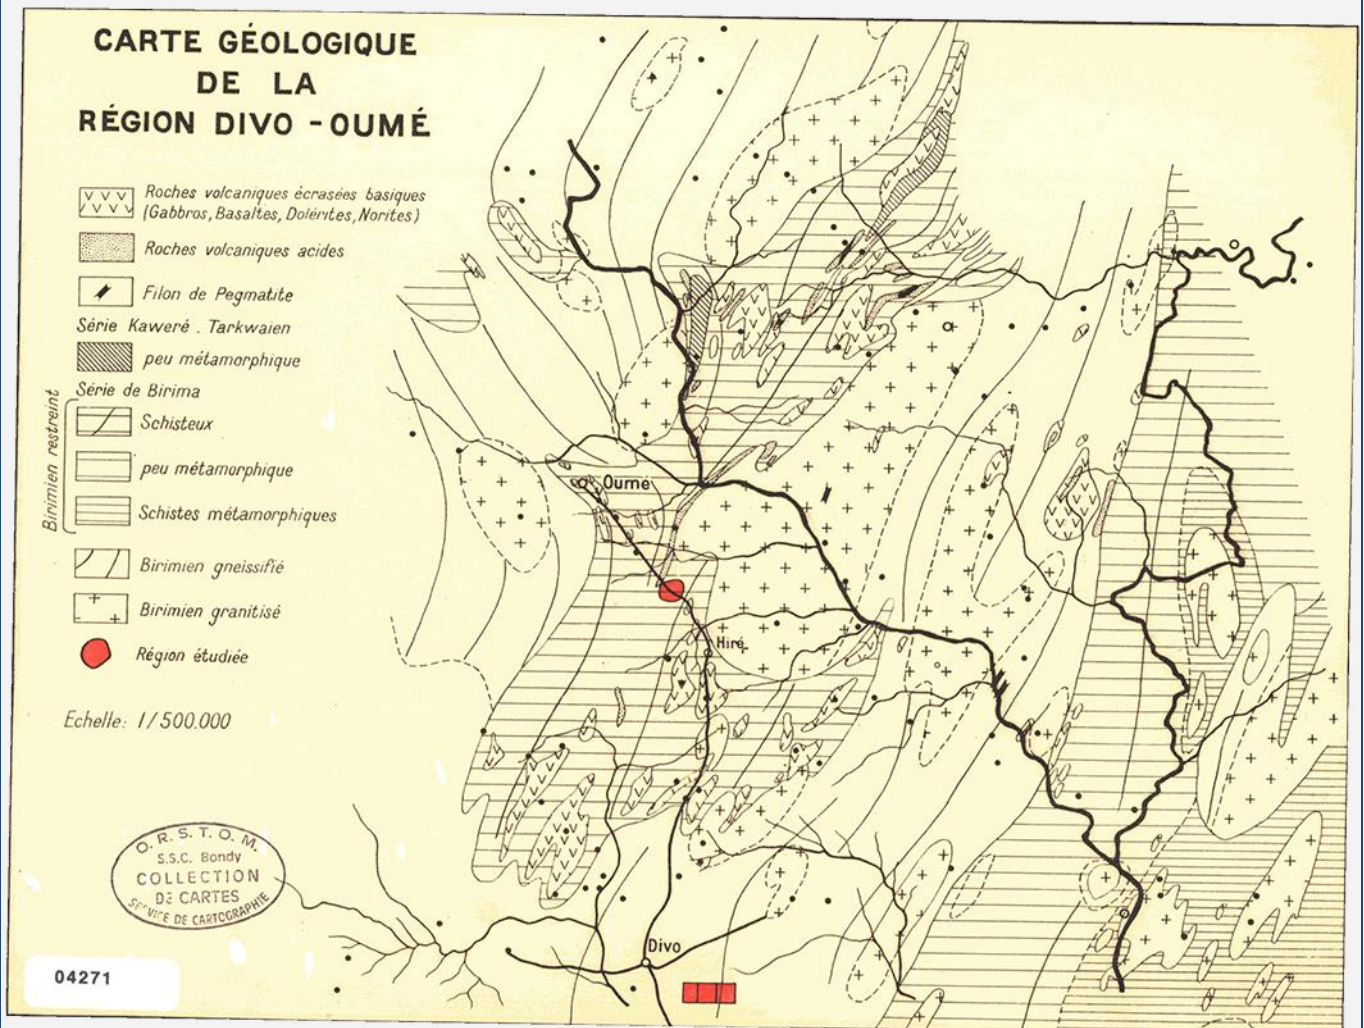 CARTE GÉOLOGIQUE
DE LA
RÉGION DIVO - OUMÉ
Roches volcaniques écrasées basiques
(Gabbros, Basaltes, Dolérites, Norites)
Roches volcaniques acides
Filon de Pegmatite
Série Kaweré . Tarkwaien
peu métamorphique
Série de Birima
Birimien restreint
Schisteux
peu métamorphique
Schistes métamorphiques
Birimien gneissifié
Birimien granitisé
Région étudiée
Echelle: 1/500.000
O. R. S. T. O. M.
S.S.C. Bondy
COLLECTION
DE CARTES
SERVICE DE CARTOGRAPHIE
04271
Oumé
Hiré
Divo